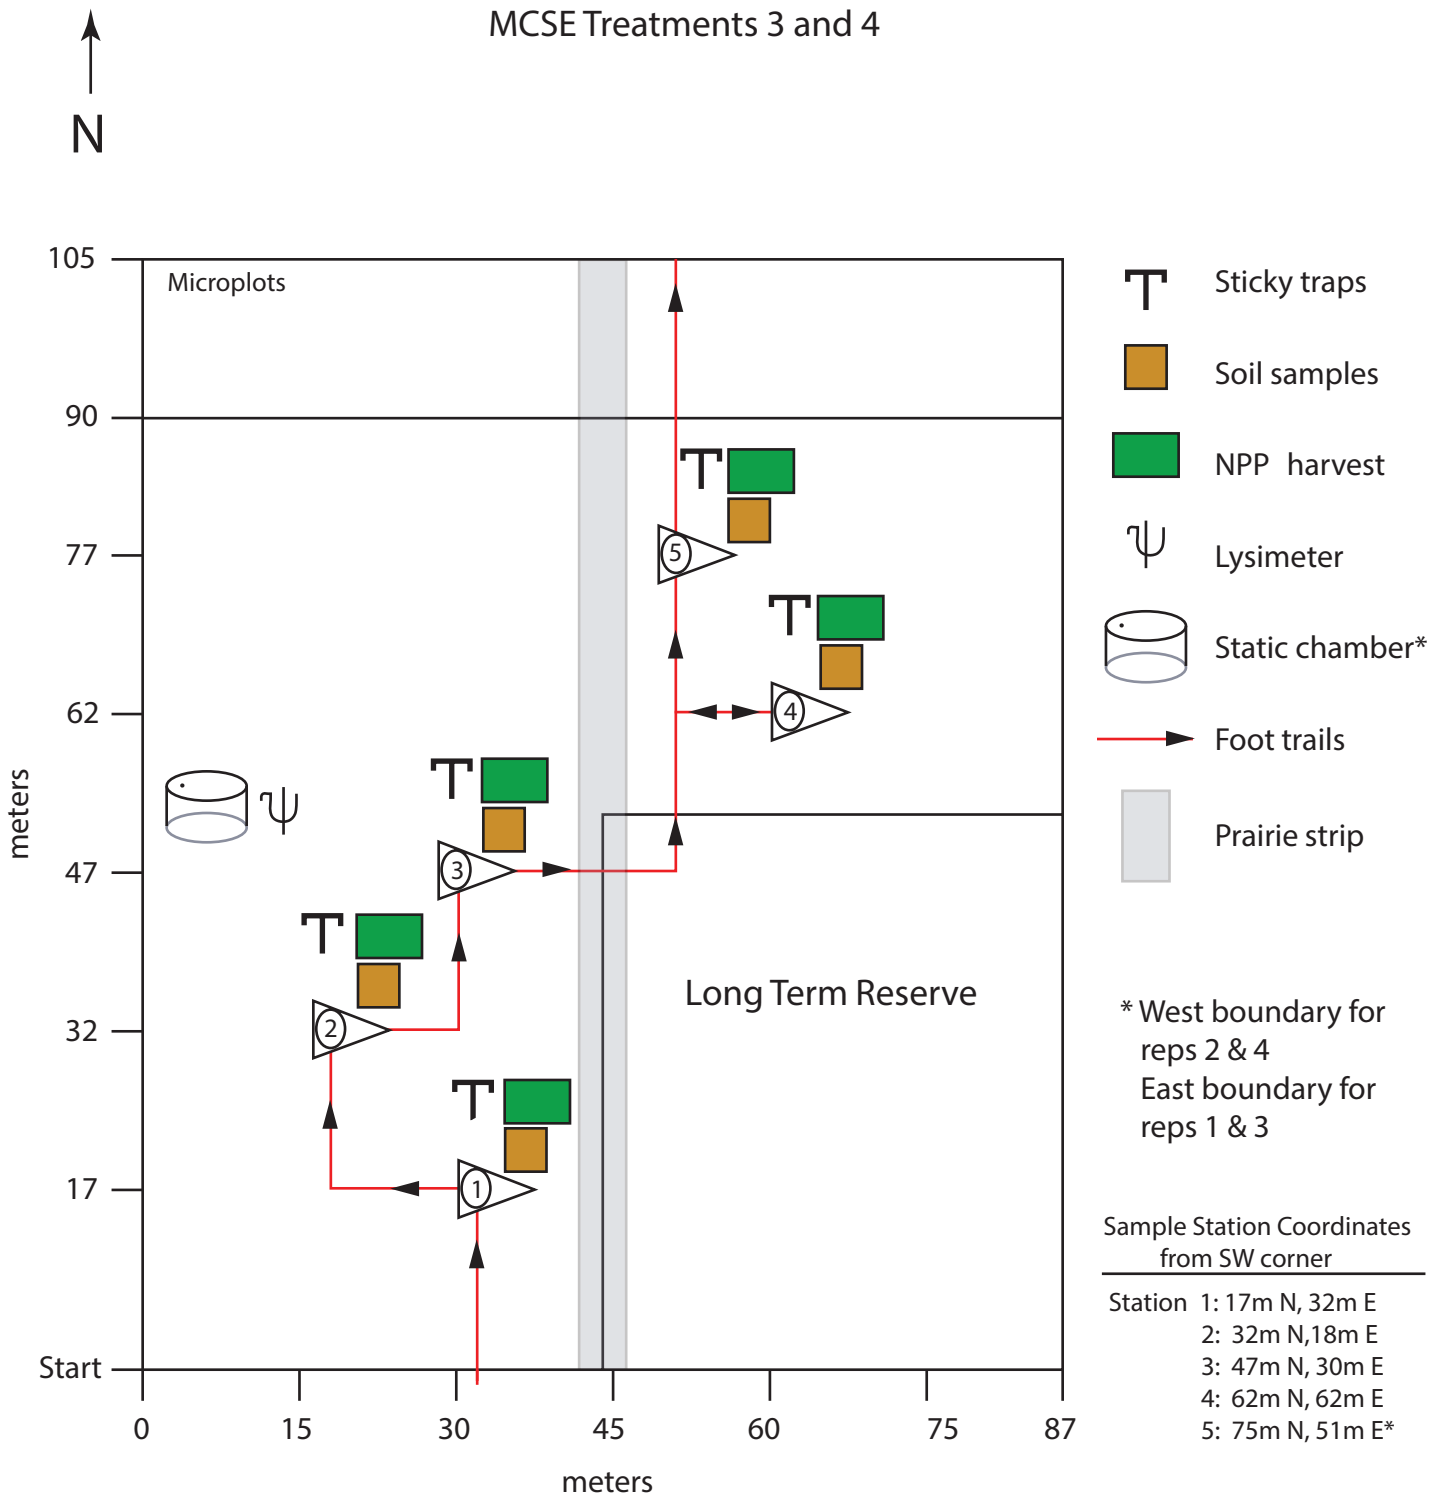 MCSE Treatments 3 and 4
N
105
90
77
62
47
32
17
Start
meters
0
15
30
45
60
75
87
meters
Microplots
5
4
3
2
1
Long Term Reserve
Sticky traps
Soil samples
NPP harvest
Lysimeter
Static chamber*
Foot trails
Prairie strip
* West boundary for
reps 2 & 4
East boundary for
reps 1 & 3
Sample Station Coordinates
from SW corner
Station 1: 17m N, 32m E
2: 32m N,18m E
3: 47m N, 30m E
4: 62m N, 62m E
5: 75m N, 51m E*